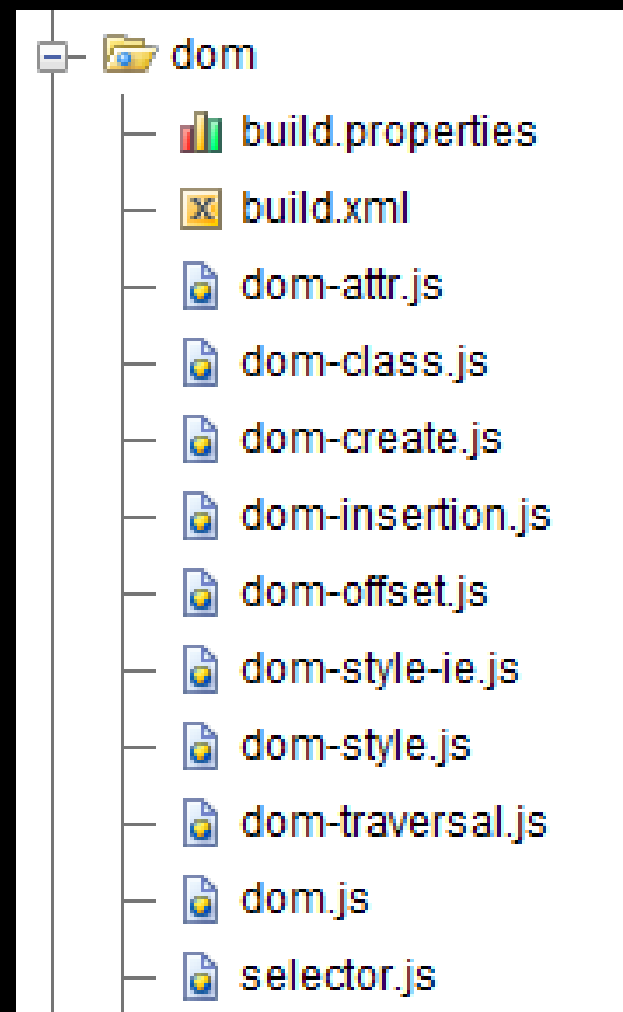 dom
build.properties
build.xml
dom-attr.js
dom-class.js
dom-create.js
dom-insertion.js
dom-offset.js
dom-style-ie.js
dom-style.js
dom-traversal.js
dom.js
selector.js